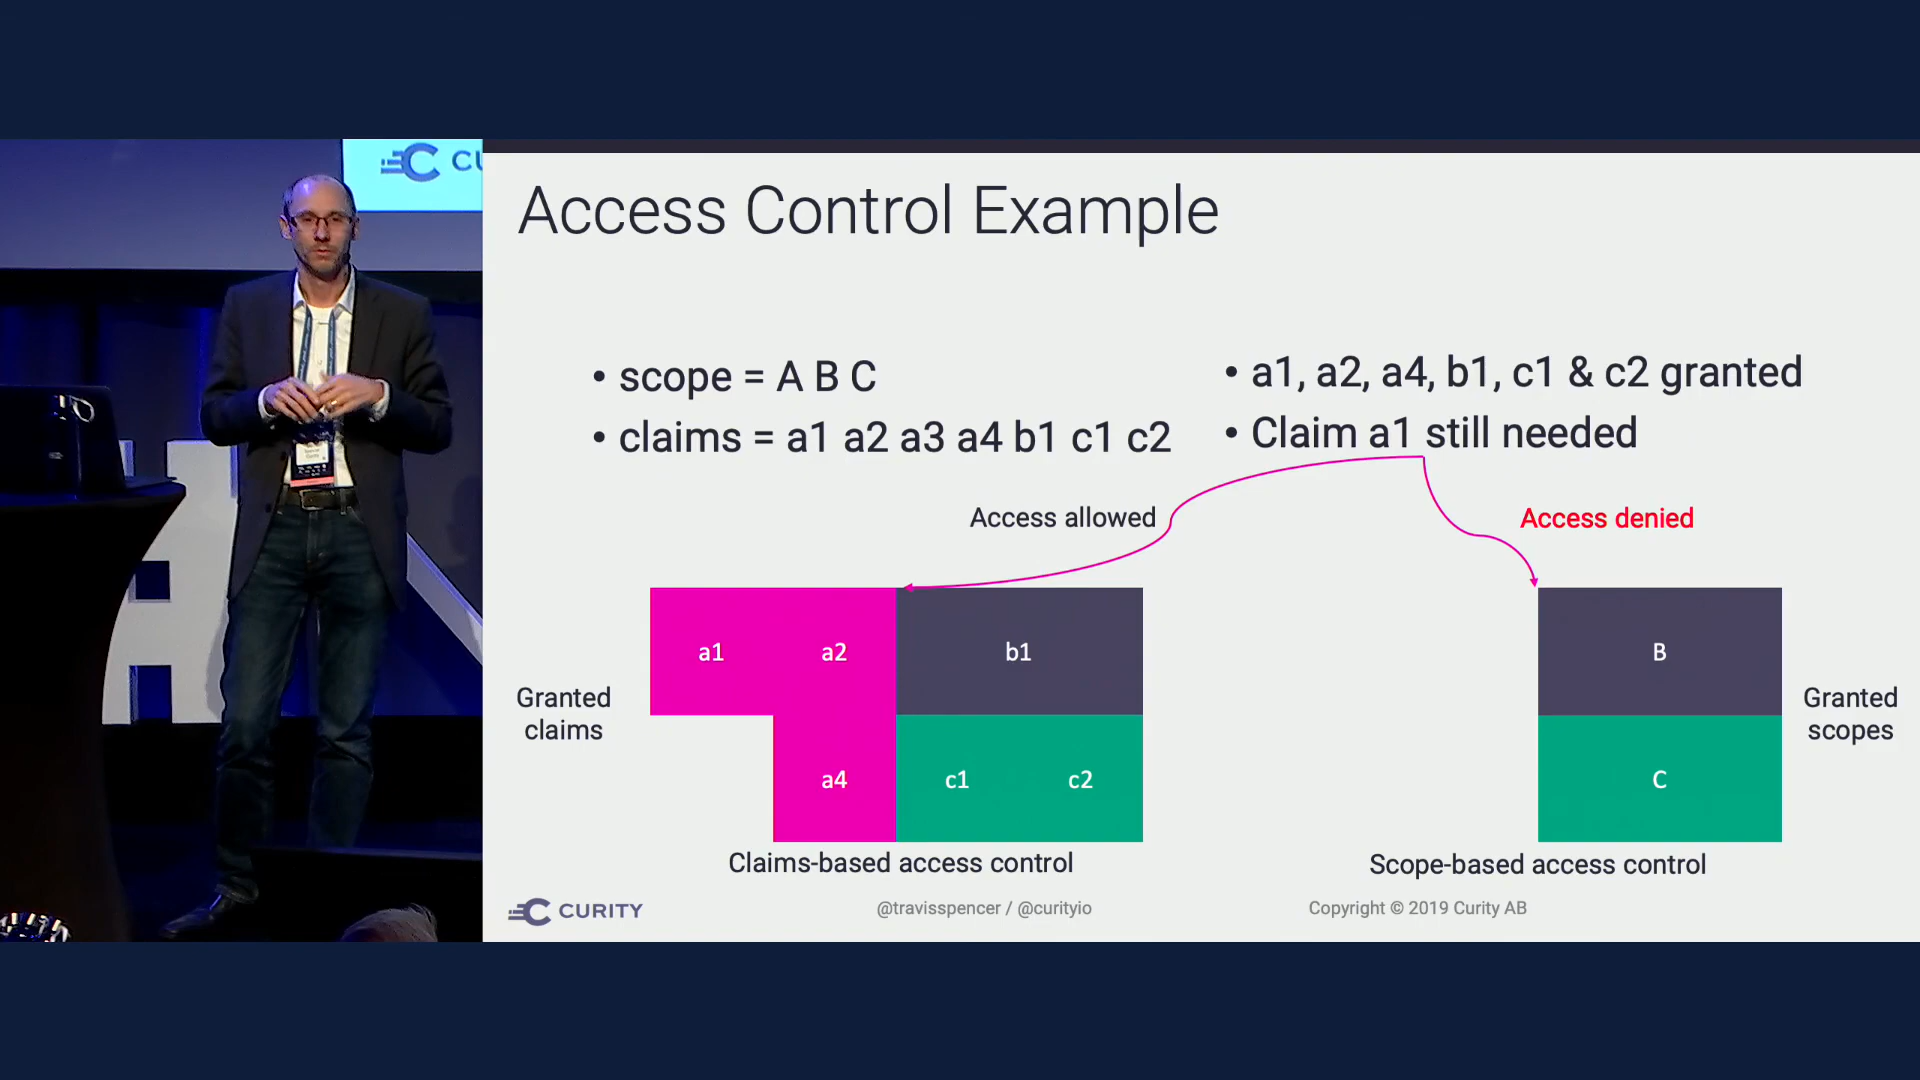 CU
Access Control Example
• scope = A B C
• claims = a1 a2 a3 a4 b1 c1 c2
• a1, a2, a4, b1, c1 & c2 granted
• Claim a1 still needed
Access allowed
Access denied
a1
a2
b1
B
Granted
claims
Granted
scopes
a4
c1
c2
C
Claims-based access control
Scope-based access control
CURITY
@travisspencer / @curityio
Copyright © 2019 Curity AB